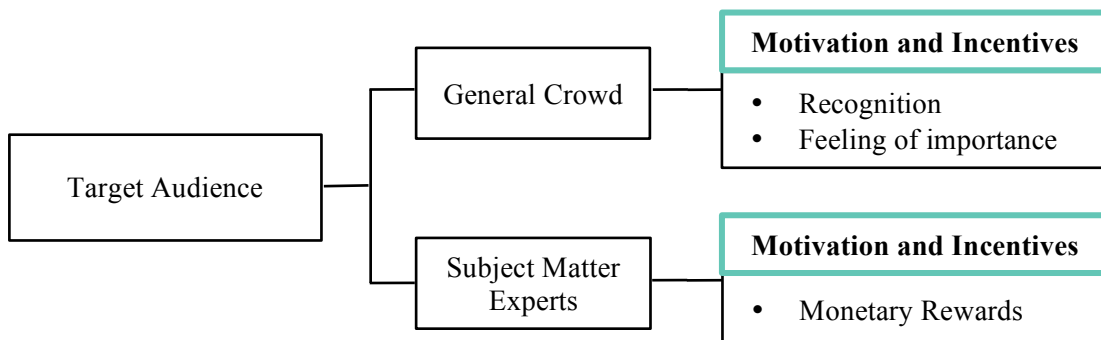 Motivation and Incentives
General Crowd
• Recognition
• Feeling of importance
Target Audience
Motivation and Incentives
Subject Matter
Experts
• Monetary Rewards